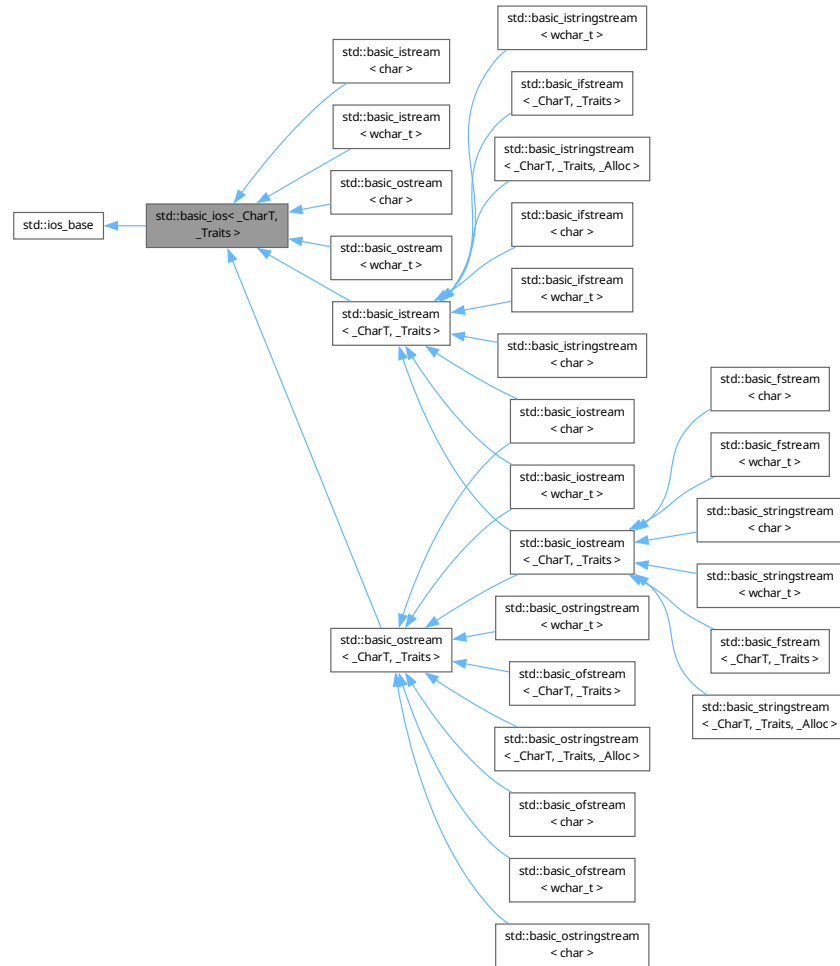 std::ios_base
std::basic_ios< _CharT,
_Traits >
std::basic_istream
< char >
std::basic_istream
< wchar_t >
std::basic_ostream
< char >
std::basic_ostream
< wchar_t >
std::basic_istream
< _CharT, _Traits >
std::basic_ostream
< _CharT, _Traits >
std::basic_istringstream
< wchar_t >
std::basic_ifstream
< _CharT, _Traits >
std::basic_istringstream
< _CharT, _Traits, _Alloc >
std::basic_ifstream
< char >
std::basic_ifstream
< wchar_t >
std::basic_istringstream
< char >
std::basic_iostream
< char >
std::basic_iostream
< wchar_t >
std::basic_iostream
< _CharT, _Traits >
std::basic_ostringstream
< wchar_t >
std::basic_ofstream
< _CharT, _Traits >
std::basic_ostringstream
< _CharT, _Traits, _Alloc >
std::basic_ofstream
< char >
std::basic_ofstream
< wchar_t >
std::basic_ostringstream
< char >
std::basic_fstream
< char >
std::basic_fstream
< wchar_t >
std::basic_stringstream
< char >
std::basic_stringstream
< wchar_t >
std::basic_fstream
< _CharT, _Traits >
std::basic_stringstream
< _CharT, _Traits, _Alloc >